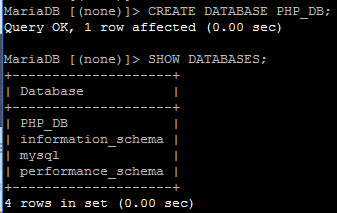 MariaDB [(none)]> CREATE DATABASE PHP_DB;
Query OK, 1 row affected (0.00 sec)
MariaDB [(none)]> SHOW DATABASES;
+--------------------+
| Database           |
+--------------------+
| PHP_DB             |
| information_schema |
| mysql              |
| performance_schema |
+--------------------+
4 rows in set (0.00 sec)